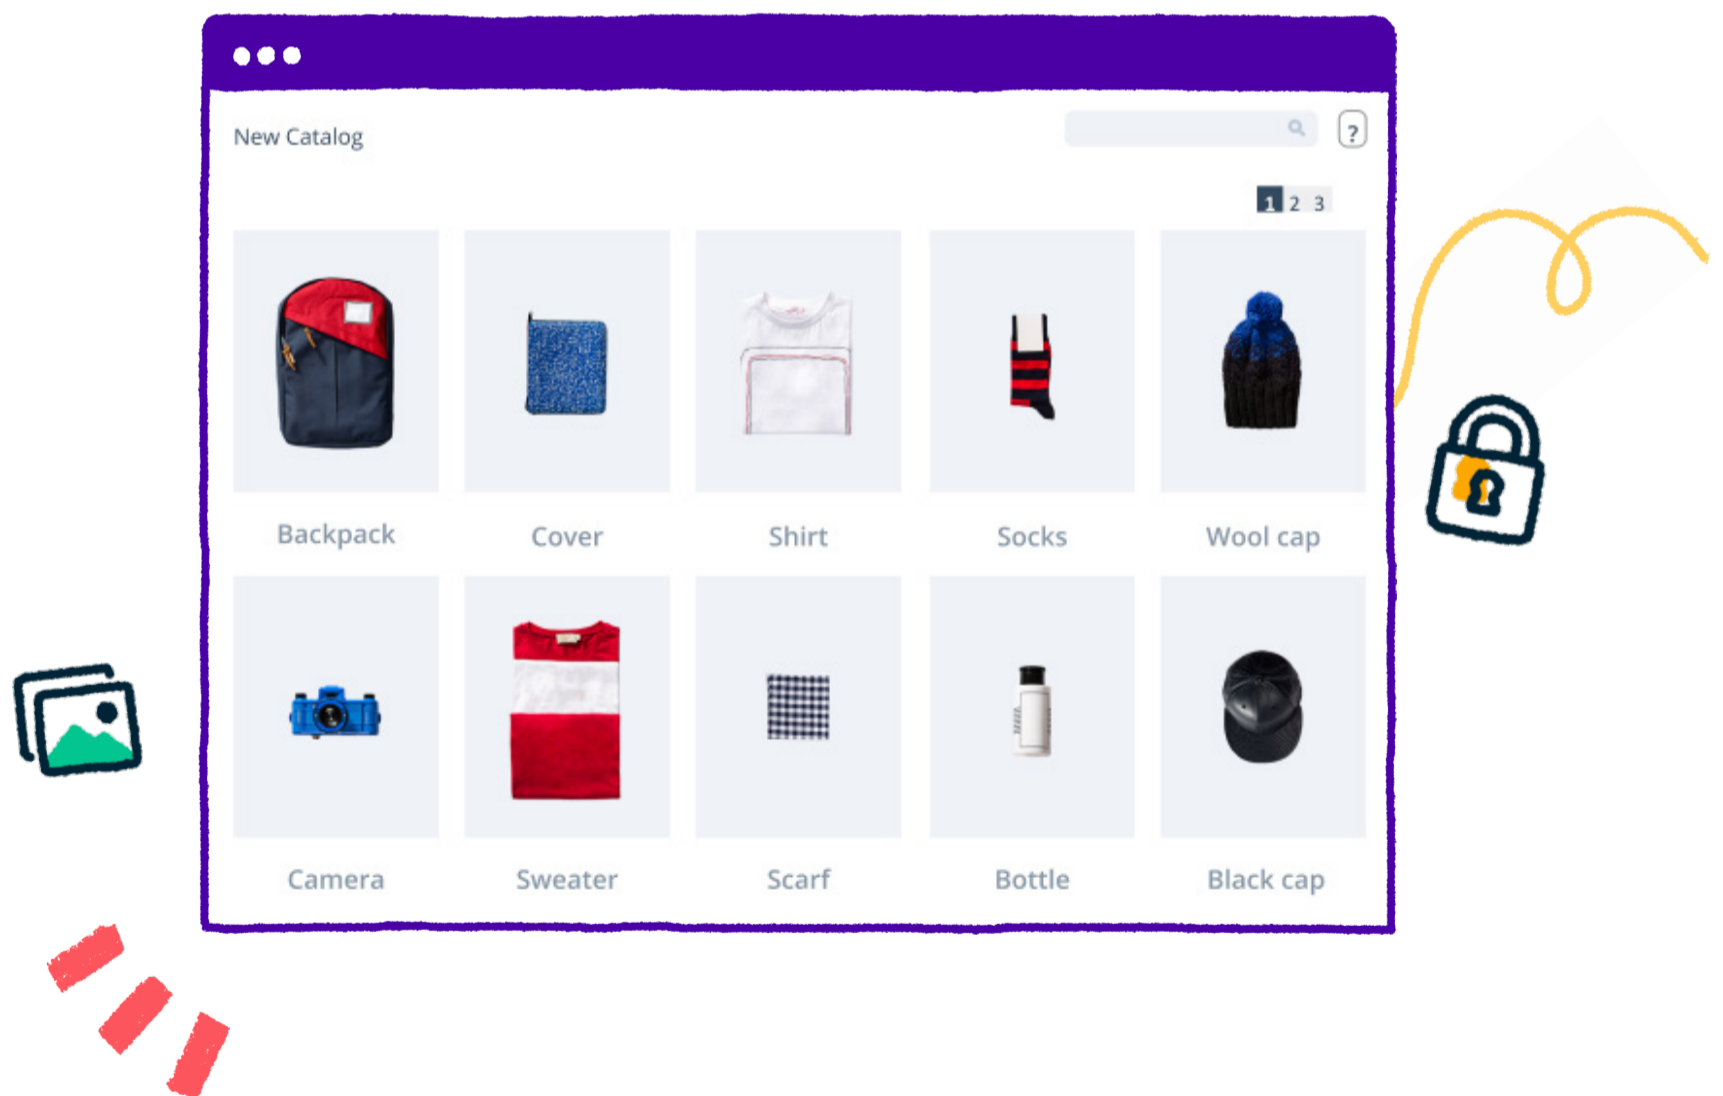 New Catalog
?
1 2 3
Backpack Cover Shirt Socks Wool cap
Camera Sweater Scarf Bottle Black cap